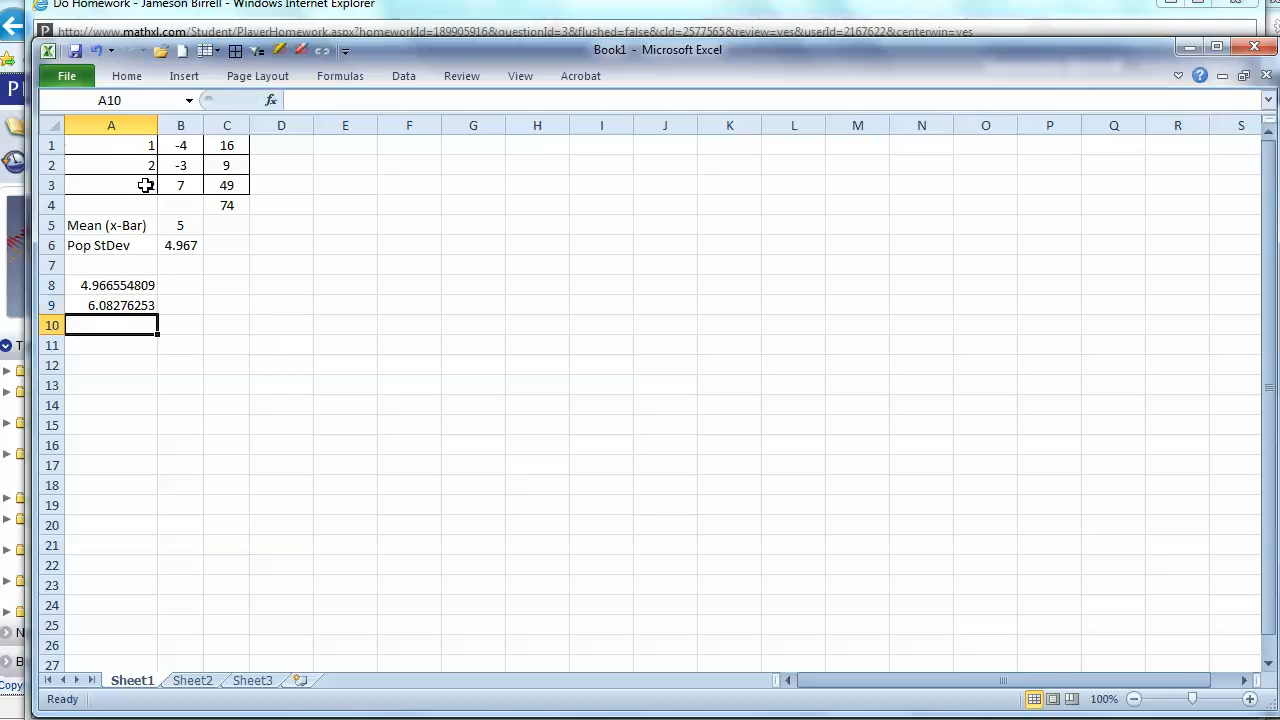 Do Homework - Jameson Birrell - Windows Internet Explorer
http://www.mathxl.com/Student/PlayerHomework.aspx?homeworkId=189905916&questionId=3&flushed=false&cId=2577565&review=yes&userId=2167622&centerwin=yes
Book1 - Microsoft Excel
File Home Insert Page Layout Formulas Data Review View Acrobat
A10 fx
A B C D E F G H I J K L M N O P Q R S
1 1 -4 16
2 2 -3 9
3 7 49
4 74
5 Mean (x-Bar) 5
6 Pop StDev 4.967
7
8 4.966554809
9 6.08276253
10
11
12
13
14
15
16
17
18
19
20
21
22
23
24
25
26
27
Sheet1 Sheet2 Sheet3
Ready 100%